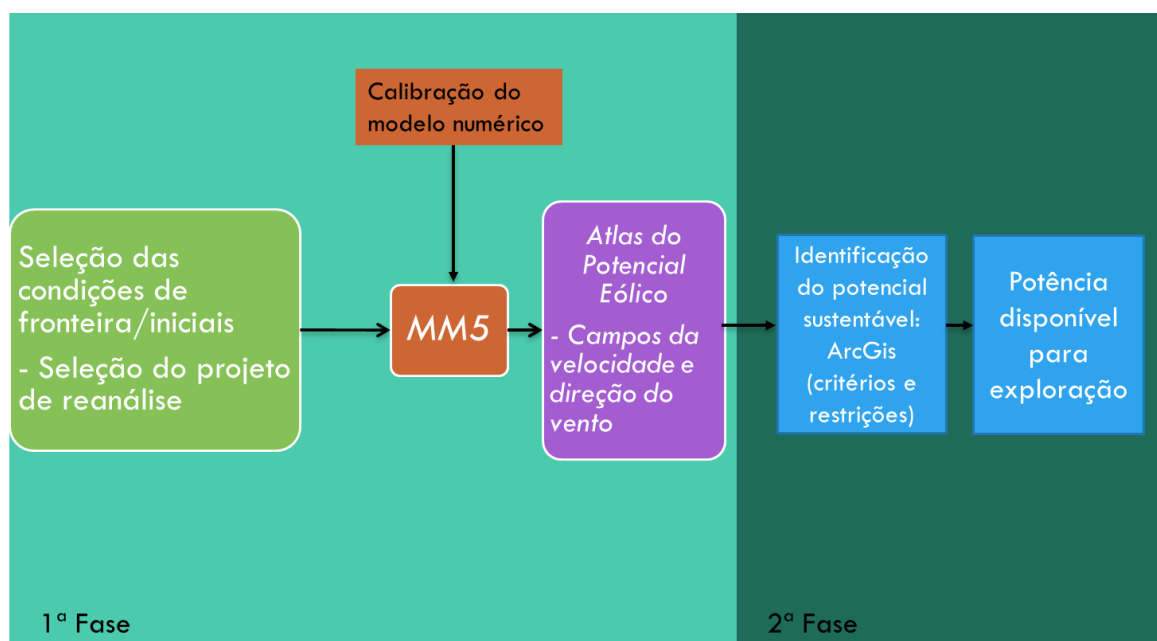 Calibração do
modelo numérico
Seleção das
condições de
fronteira/iniciais
- Seleção do projeto
de reanálise
MM5
Atlas do
Potencial
Eólico
- Campos da
velocidade e
direção do
vento
Identificação
do potencial
sustentável:
ArcGis
(critérios e
restrições)
Potência
disponível
para
exploração
1ª Fase
2ª Fase